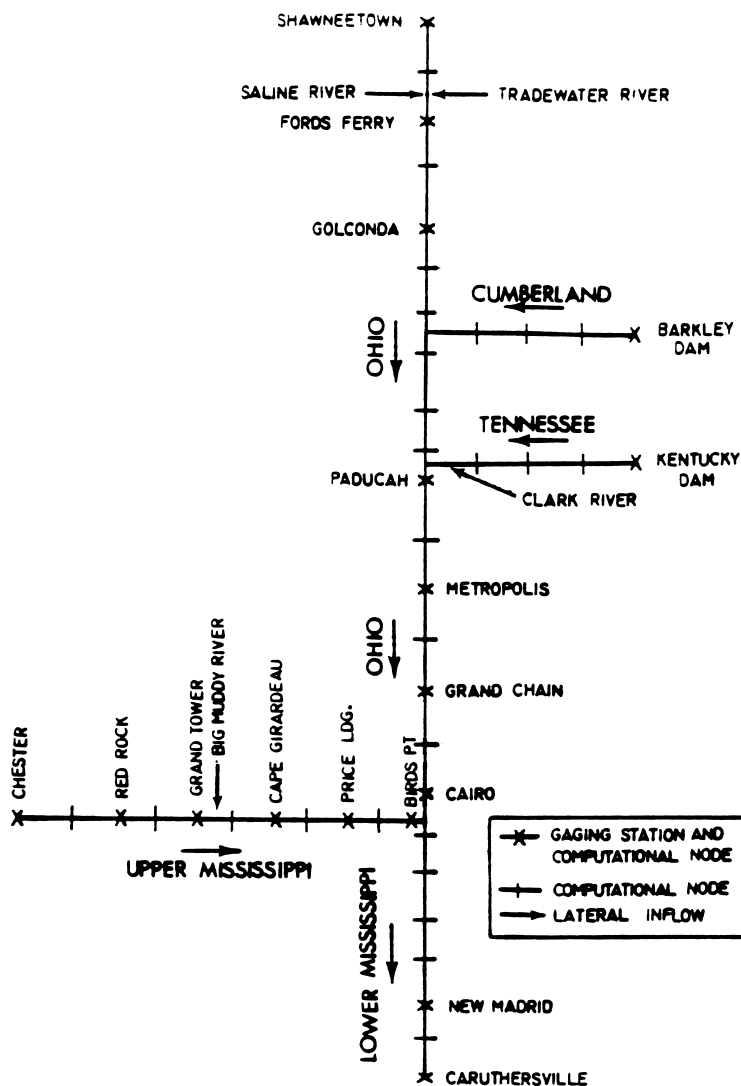 SHAWNEETOWN
SALINE RIVER
TRADEWATER RIVER
FORDS FERRY
GOLCONDA
CUMBERLAND
BARKLEY
DAM
OHIO
TENNESSEE
KENTUCKY
DAM
PADUCAH
CLARK RIVER
METROPOLIS
OHIO
GRAND CHAIN
CHESTER
RED ROCK
GRAND TOWER
BIG MUDDY RIVER
CAPE GIRARDEAU
PRICE LDG.
BIRDS PT
CAIRO
UPPER MISSISSIPPI
GAGING STATION AND
COMPUTATIONAL NODE
COMPUTATIONAL NODE
LATERAL INFLOW
LOWER MISSISSIPPI
NEW MADRID
CARUTHERSVILLE